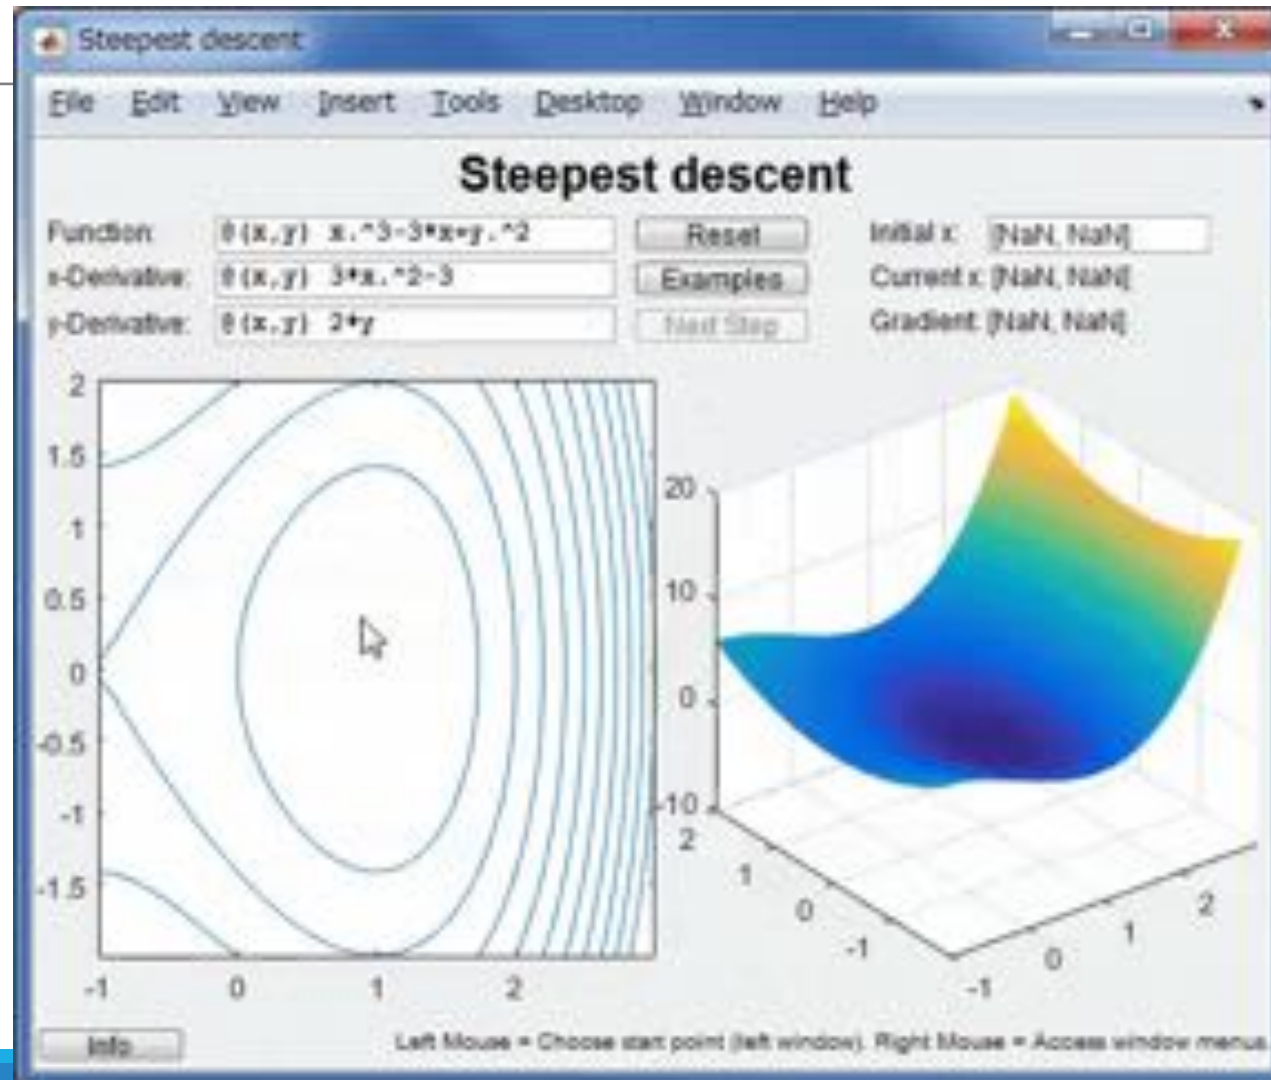 Steepest descent
File Edit View Insert Tools Desktop Window Help
Steepest descent
Function: @(x,y) x.^3-3*x+y.^2 Reset Initial x: [NaN, NaN]
x-Derivative: @(x,y) 3*x.^2-3 Examples Current x: [NaN, NaN]
y-Derivative: @(x,y) 2*y Next Step Gradient: [NaN, NaN]
2
1.5
1
0.5
0
-0.5
-1
-1.5
-1 0 1 2
20
10
0
-10
2 1 0 -1
-1 0 1 2
Info Left Mouse = Choose start point (left window). Right Mouse = Access window menus.